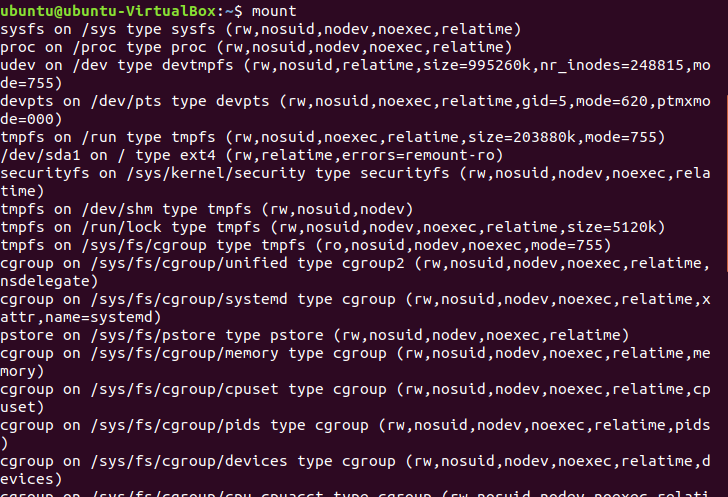 ubuntu@ubuntu-VirtualBox:~$ mount
sysfs on /sys type sysfs (rw,nosuid,nodev,noexec,relatime)
proc on /proc type proc (rw,nosuid,nodev,noexec,relatime)
udev on /dev type devtmpfs (rw,nosuid,relatime,size=995260k,nr_inodes=248815,mo
de=755)
devpts on /dev/pts type devpts (rw,nosuid,noexec,relatime,gid=5,mode=620,ptmxmo
de=000)
tmpfs on /run type tmpfs (rw,nosuid,noexec,relatime,size=203880k,mode=755)
/dev/sda1 on / type ext4 (rw,relatime,errors=remount-ro)
securityfs on /sys/kernel/security type securityfs (rw,nosuid,nodev,noexec,rela
time)
tmpfs on /dev/shm type tmpfs (rw,nosuid,nodev)
tmpfs on /run/lock type tmpfs (rw,nosuid,nodev,noexec,relatime,size=5120k)
tmpfs on /sys/fs/cgroup type tmpfs (ro,nosuid,nodev,noexec,mode=755)
cgroup on /sys/fs/cgroup/unified type cgroup2 (rw,nosuid,nodev,noexec,relatime,
nsdelegate)
cgroup on /sys/fs/cgroup/systemd type cgroup (rw,nosuid,nodev,noexec,relatime,x
attr,name=systemd)
pstore on /sys/fs/pstore type pstore (rw,nosuid,nodev,noexec,relatime)
cgroup on /sys/fs/cgroup/memory type cgroup (rw,nosuid,nodev,noexec,relatime,me
mory)
cgroup on /sys/fs/cgroup/cpuset type cgroup (rw,nosuid,nodev,noexec,relatime,cp
uset)
cgroup on /sys/fs/cgroup/pids type cgroup (rw,nosuid,nodev,noexec,relatime,pids
)
cgroup on /sys/fs/cgroup/devices type cgroup (rw,nosuid,nodev,noexec,relatime,d
evices)
cgroup on /sys/fs/cgroup/cpu,cpuacct type cgroup (rw,nosuid,nodev,noexec,relati